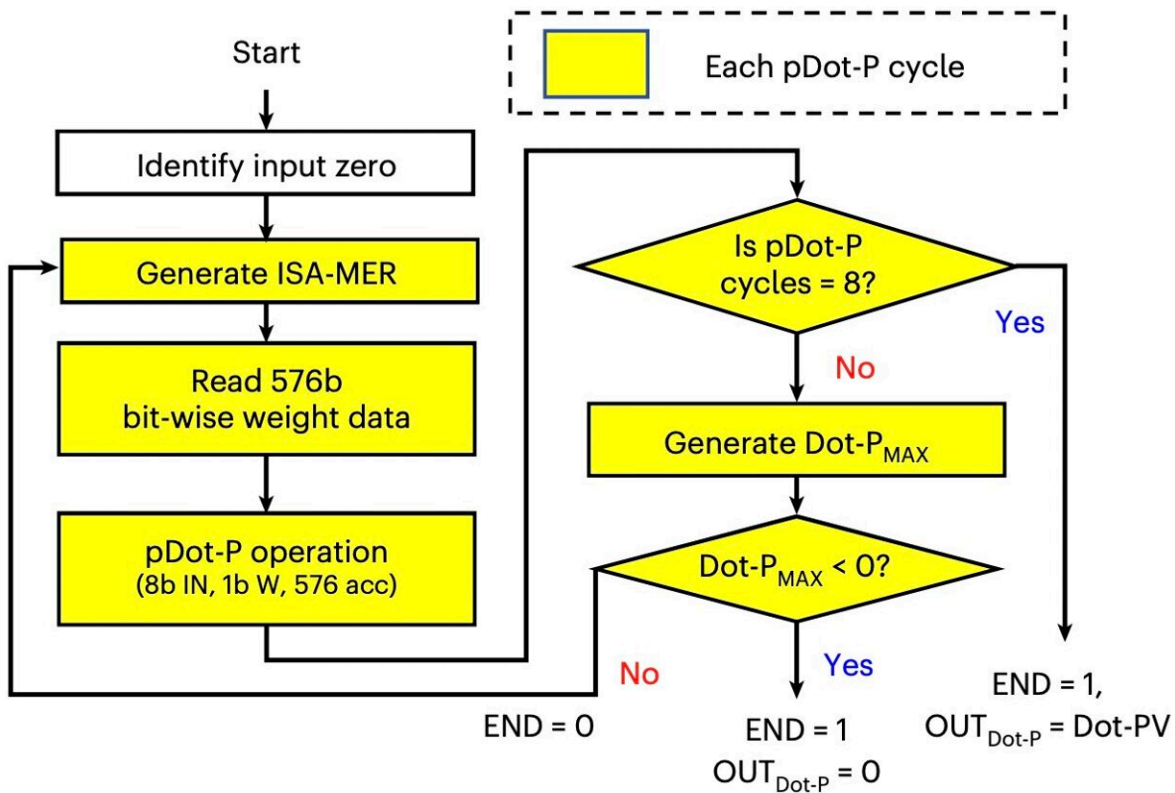 Start
Each pDot-P cycle
Identify input zero
Generate ISA-MER
Read 576b
bit-wise weight data
pDot-P operation
(8b IN, 1b W, 576 acc)
Is pDot-P
cycles = 8?
Yes
No
Generate Dot-PMAX
Dot-PMAX < 0?
No
Yes
END = 0
END = 1
OUTDot-P = 0
END = 1,
OUTDot-P = Dot-PV